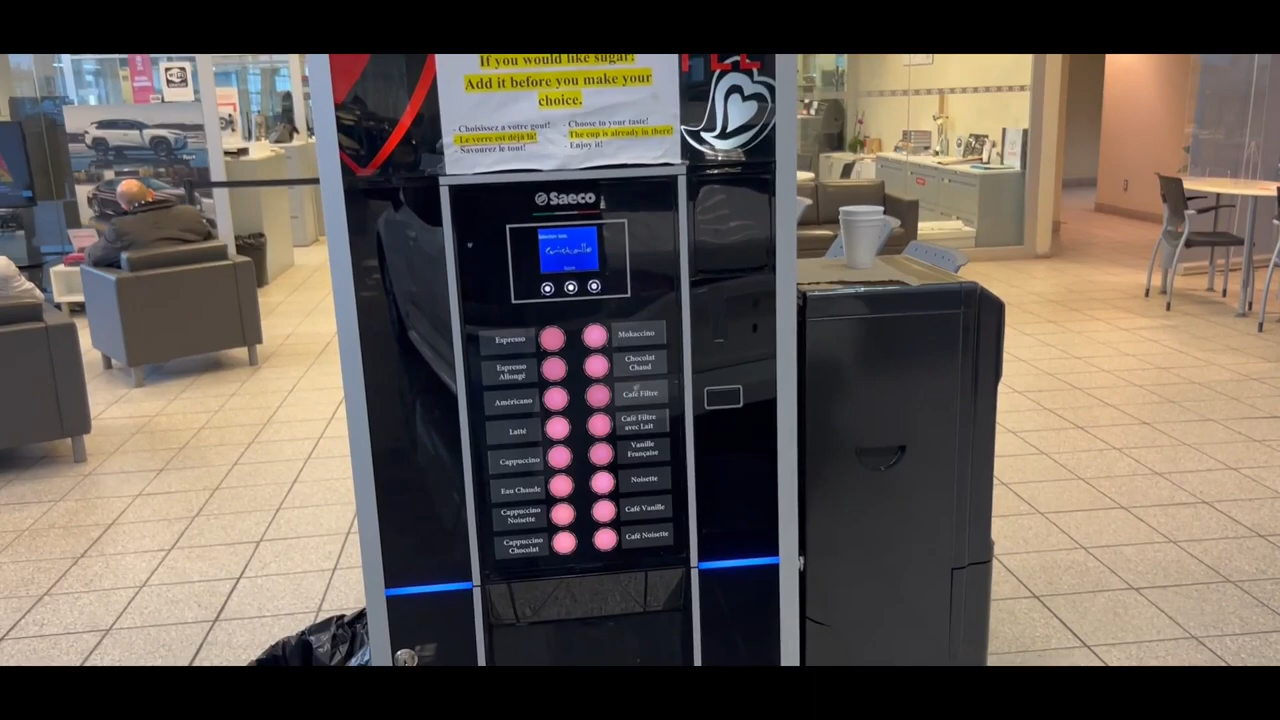 If you would like sugar!
Add it before you make your
choice.
- Choisissez a votre gout!
- Le verre est déjà là!
- Savourez le tout!
- Choose to your taste!
- The cup is already in there!
- Enjoy it!
Saeco
Espresso
Espresso
Allongé
Américano
Latté
Cappuccino
Eau Chaude
Cappuccino
Noisette
Cappuccino
Chocolat
Mokaccino
Chocolat
Chaud
Café Filtre
Café Filtre
avec Lait
Vanille
Française
Noisette
Café Vanille
Café Noisette